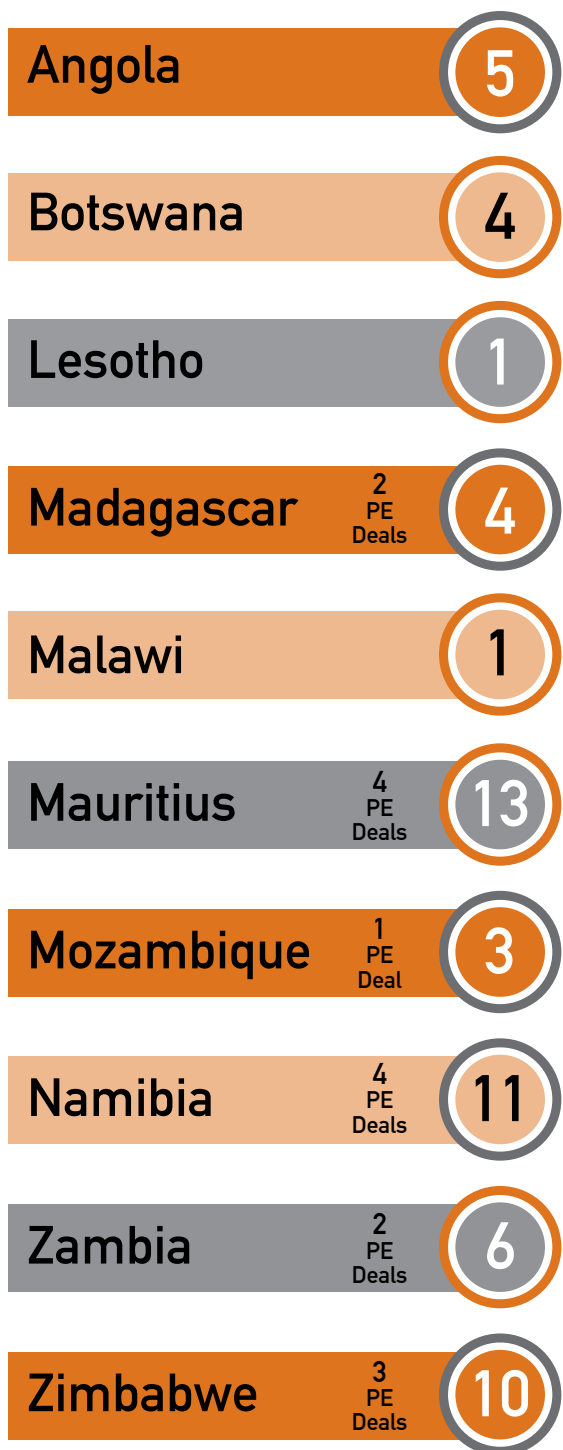 Angola 5
Botswana 4
Lesotho 1
Madagascar 2 PE Deals 4
Malawi 1
Mauritius 4 PE Deals 13
Mozambique 1 PE Deal 3
Namibia 4 PE Deals 11
Zambia 2 PE Deals 6
Zimbabwe 3 PE Deals 10